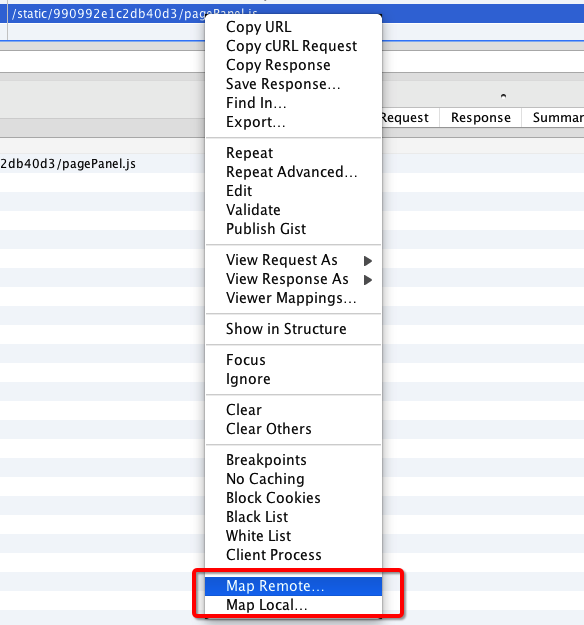 /static/990992e1c2db40d3/pagePanel.js
Copy URL
Copy cURL Request
Copy Response
Save Response...
Find In...
Export...
Request Response Summar
Repeat
2db40d3/pagePanel.js
Repeat Advanced...
Edit
Validate
Publish Gist
View Request As
View Response As
Viewer Mappings...
Show in Structure
Focus
Ignore
Clear
Clear Others
Breakpoints
No Caching
Block Cookies
Black List
White List
Client Process
Map Remote...
Map Local...